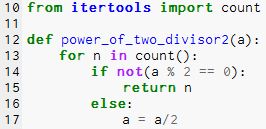 10 from itertools import count
11
12 def power_of_two_divisor2(a):
13     for n in count():
14         if not(a % 2 == 0):
15             return n
16         else:
17             a = a/2